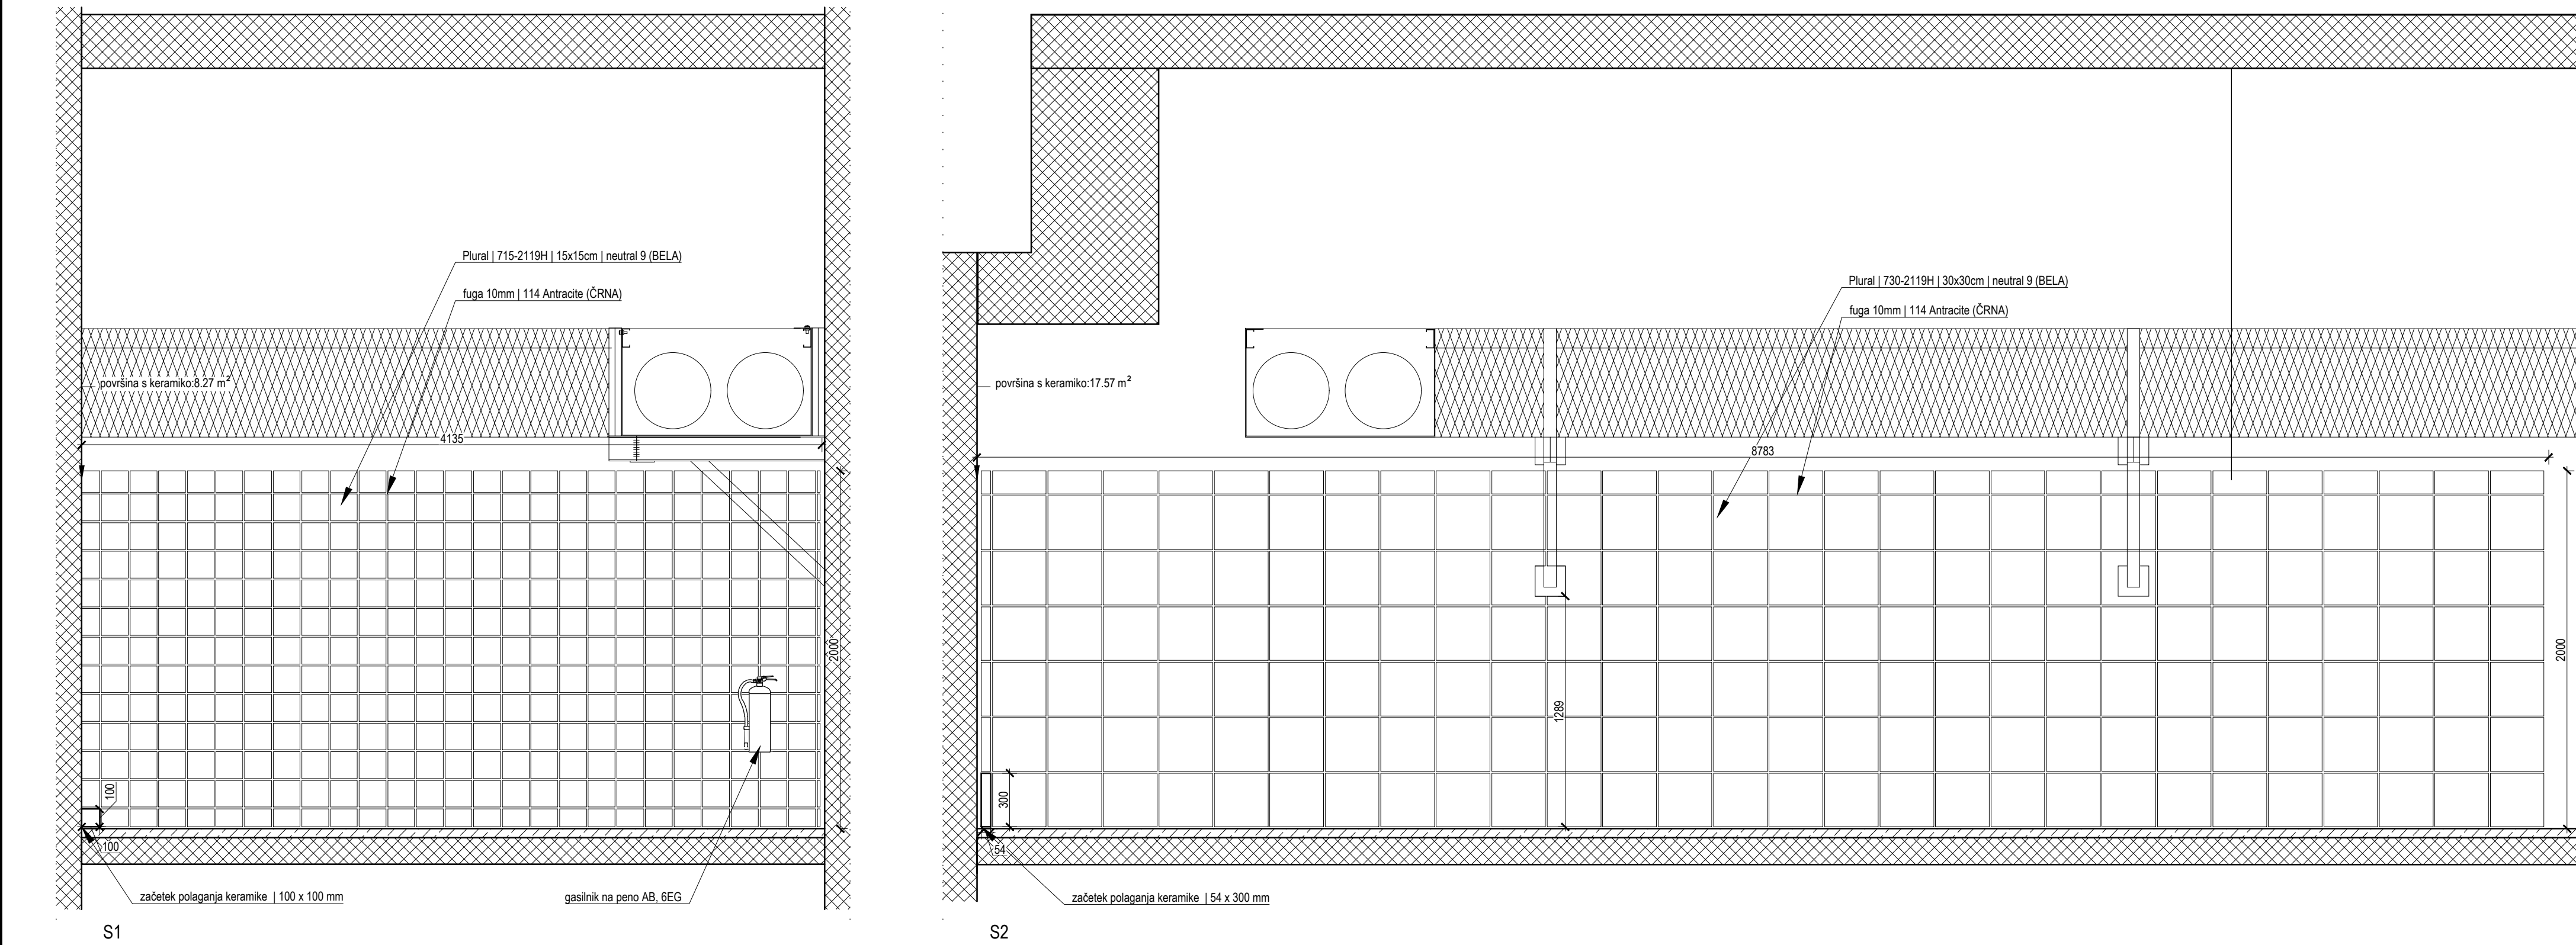 Plural | 715-2119H | 15x15cm | neutral 9 (BELA)
fuga 10mm | 114 Antracite (ČRNA)
površina s keramiko:8.27 m²
4135
2000
100
100
začetek polaganja keramike | 100 x 100 mm
gasilnik na peno AB, 6EG
S1
Plural | 730-2119H | 30x30cm | neutral 9 (BELA)
fuga 10mm | 114 Antracite (ČRNA)
površina s keramiko:17.57 m²
8783
2000
1289
300
54
začetek polaganja keramike | 54 x 300 mm
S2